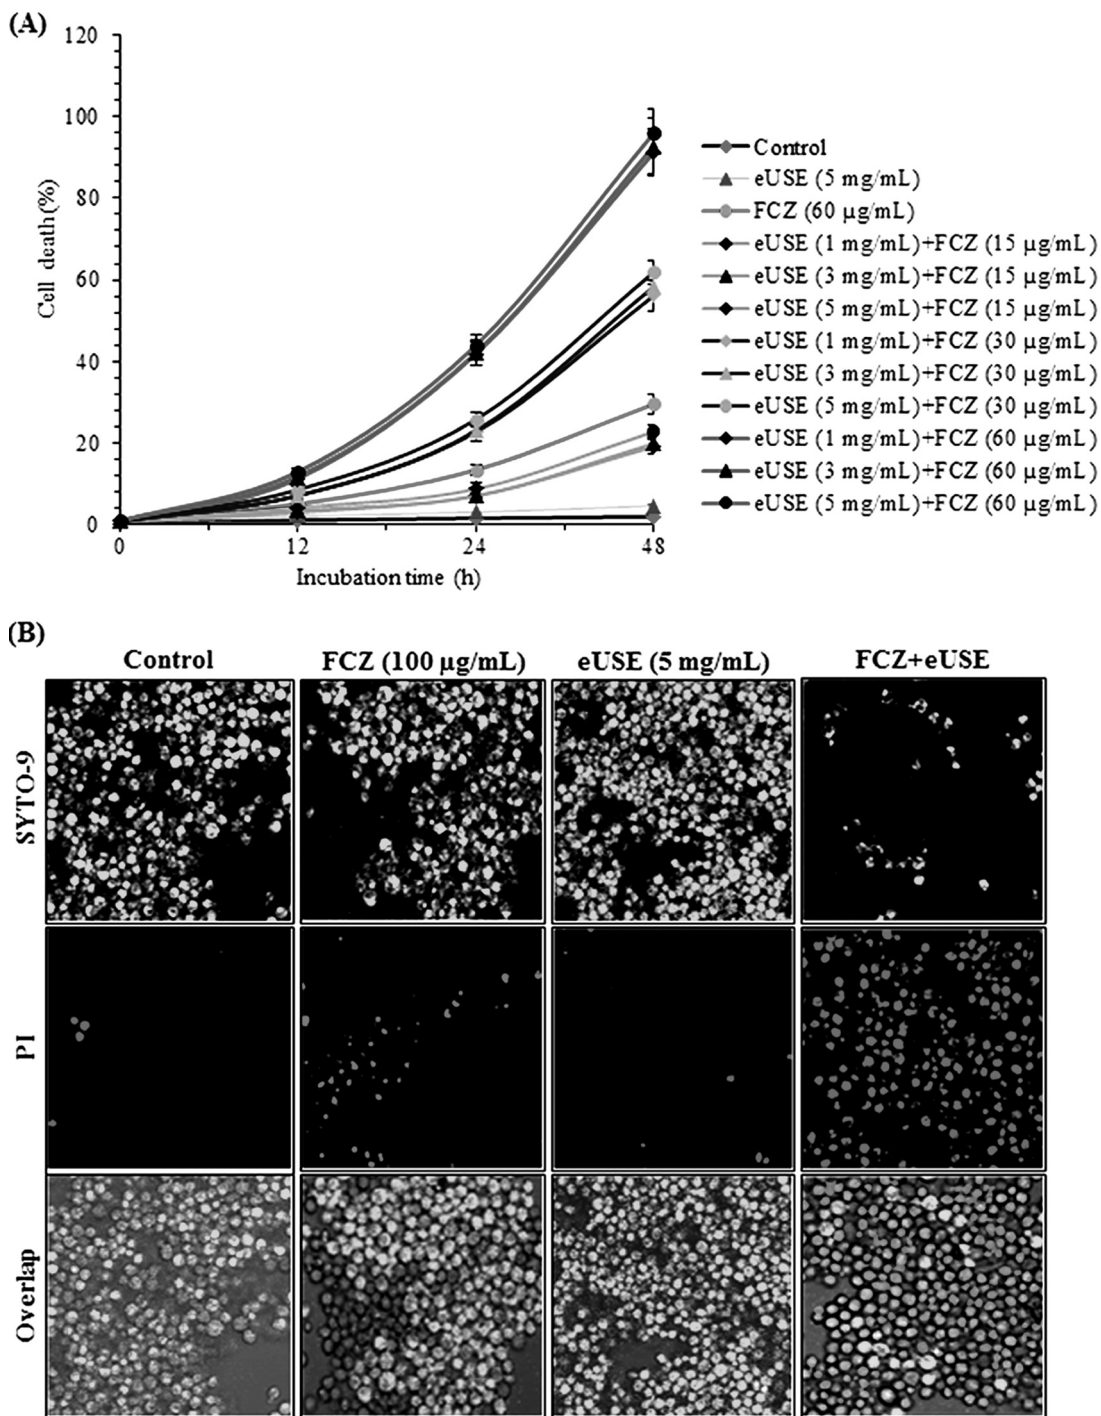 (A)
120
100
80
60
40
20
0
Cell death (%)
0 12 24 48
Incubation time (h)
Control
eUSE (5 mg/mL)
FCZ (60 µg/mL)
eUSE (1 mg/mL)+FCZ (15 µg/mL)
eUSE (3 mg/mL)+FCZ (15 µg/mL)
eUSE (5 mg/mL)+FCZ (15 µg/mL)
eUSE (1 mg/mL)+FCZ (30 µg/mL)
eUSE (3 mg/mL)+FCZ (30 µg/mL)
eUSE (5 mg/mL)+FCZ (30 µg/mL)
eUSE (1 mg/mL)+FCZ (60 µg/mL)
eUSE (3 mg/mL)+FCZ (60 µg/mL)
eUSE (5 mg/mL)+FCZ (60 µg/mL)
(B)
Control FCZ (100 µg/mL) eUSE (5 mg/mL) FCZ+eUSE
SYTO-9
PI
Overlap